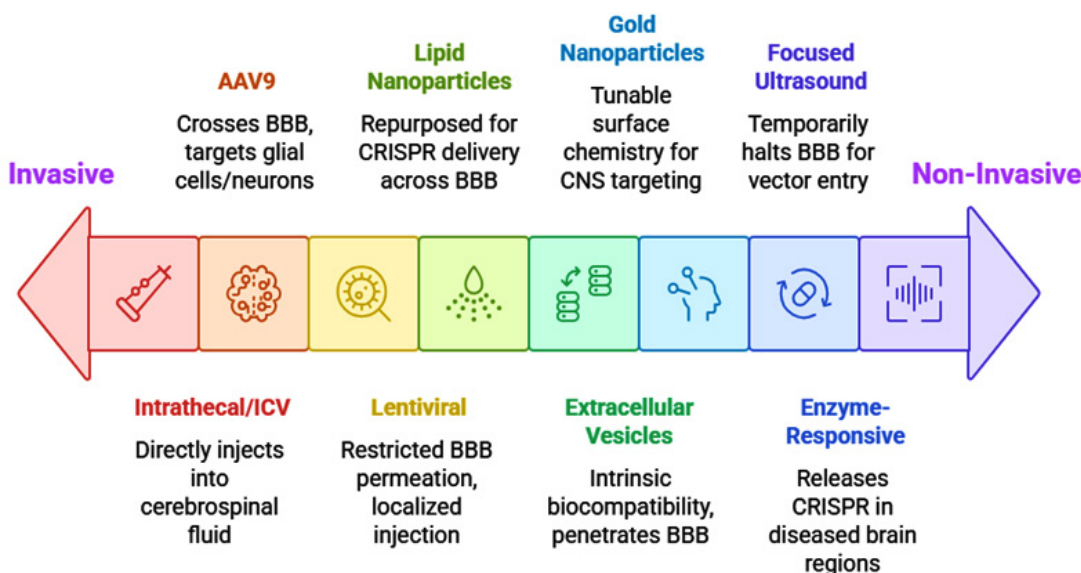 AAV9
Crosses BBB,
targets glial
cells/neurons
Lipid
Nanoparticles
Repurposed for
CRISPR delivery
across BBB
Gold
Nanoparticles
Tunable
surface
chemistry for
CNS targeting
Focused
Ultrasound
Temporarily
halts BBB for
vector entry
Invasive
Non-Invasive
Intrathecal/ICV
Directly injects
into
cerebrospinal
fluid
Lentiviral
Restricted BBB
permeation,
localized
injection
Extracellular
Vesicles
Intrinsic
biocompatibility,
penetrates BBB
Enzyme-
Responsive
Releases
CRISPR in
diseased brain
regions